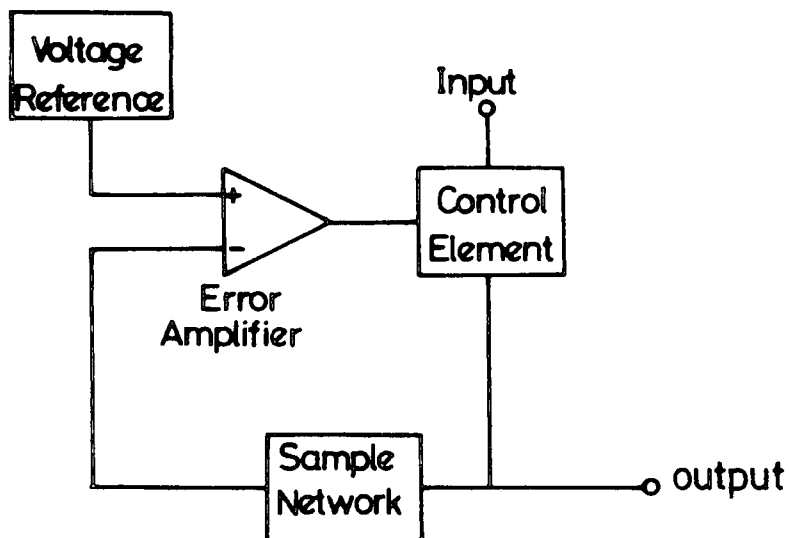 Voltage
Reference
Input
+
Control
Element
-
Error
Amplifier
Sample
Network
output